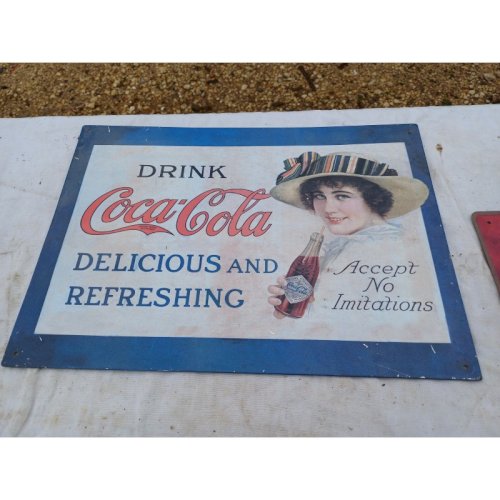 DRINK
Coca-Cola
DELICIOUS AND
REFRESHING
Accept
No
Imitations